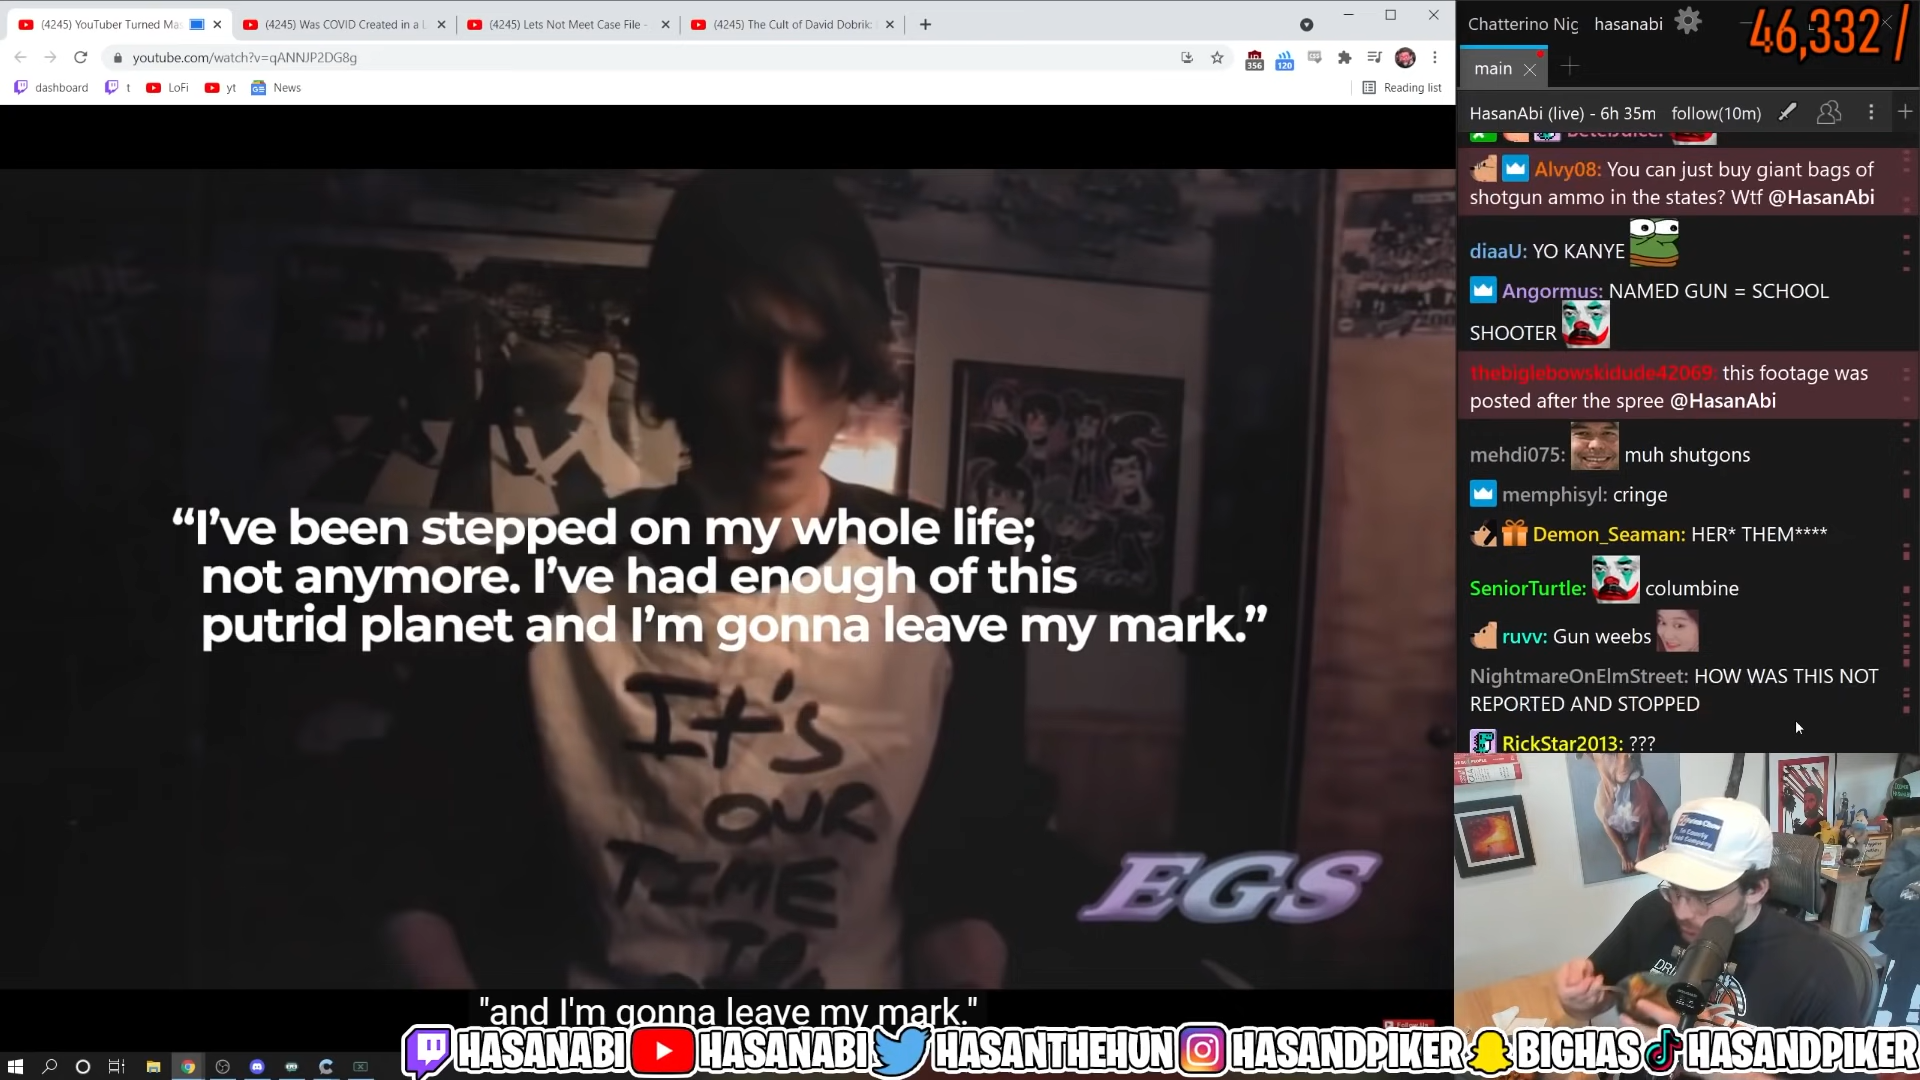 (4245) YouTuber Turned Ma
(4245) Was COVID Created in a L
(4245) Lets Not Meet Case File -
(4245) The Cult of David Dobrik:
youtube.com/watch?v=qANNJP2DG8g
356
120
dashboard
t
LoFi
yt
News
Reading list
“I’ve been stepped on my whole life;
not anymore. I’ve had enough of this
putrid planet and I’m gonna leave my mark.”
It's
OUR
TIME
TO
EGS
"and I'm gonna leave my mark."
Chatterino Nig
hasanabi
46,332 /
main
HasanAbi (live) - 6h 35m
follow(10m)
Alvy08: You can just buy giant bags of
shotgun ammo in the states? Wtf @HasanAbi
diaaU: YO KANYE
Angormus: NAMED GUN = SCHOOL
SHOOTER
thebiglebowskidude42069: this footage was
posted after the spree @HasanAbi
mehdi075: muh shutgons
memphisyl: cringe
Demon_Seaman: HER* THEM****
SeniorTurtle: columbine
ruvv: Gun weebs
NightmareOnElmStreet: HOW WAS THIS NOT
REPORTED AND STOPPED
RickStar2013: ???
HASANABI
HASANABI
HASANTHEHUN
HASANDPIKER
BIGHAS
HASANDPIKER